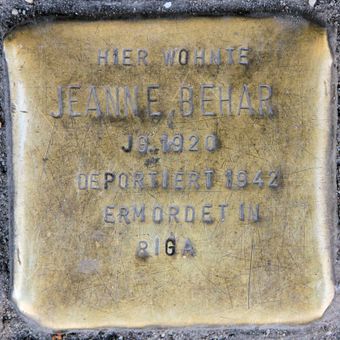 HIER WOHNTE
JEANNE BEHAR
JG. 1920
DEPORTIERT 1942
ERMORDET IN
RIGA